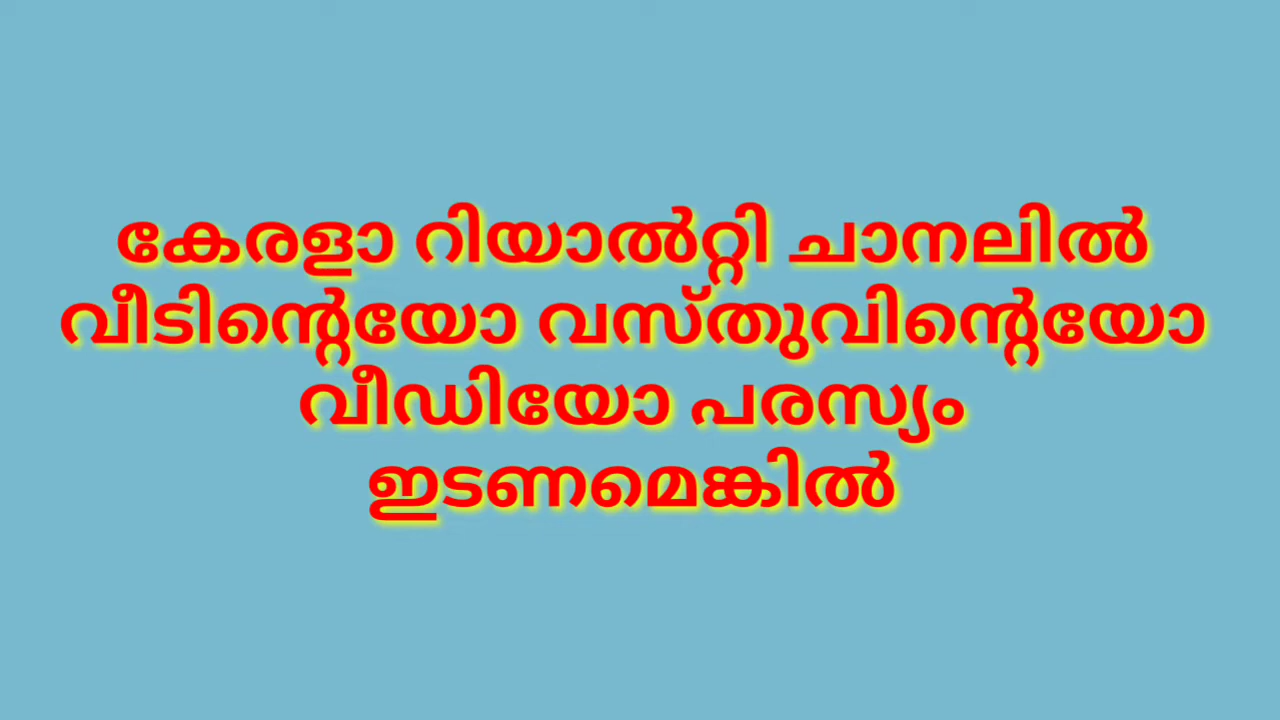 കേരളാ റിയാൽറ്റി ചാനലിൽ
വീടിന്റെയോ വസ്തുവിന്റെയോ
വീഡിയോ പരസ്യം
ഇടണമെങ്കിൽ